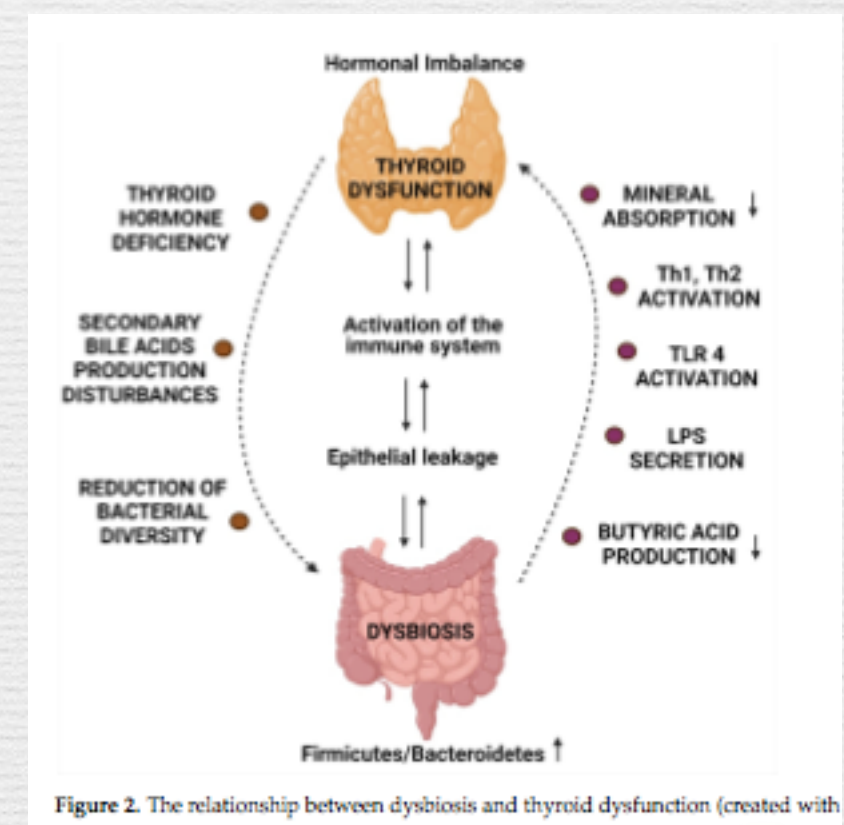 Hormonal Imbalance
THYROID
DYSFUNCTION
THYROID
HORMONE
DEFICIENCY
SECONDARY
BILE ACIDS
PRODUCTION
DISTURBANCES
REDUCTION OF
BACTERIAL
DIVERSITY
Activation of the
immune system
Epithelial leakage
DYSBIOSIS
Firmicutes/Bacteroidetes ↑
MINERAL
ABSORPTION ↓
Th1, Th2
ACTIVATION
TLR 4
ACTIVATION
LPS
SECRETION
BUTYRIC ACID
PRODUCTION ↓
Figure 2. The relationship between dysbiosis and thyroid dysfunction (created with